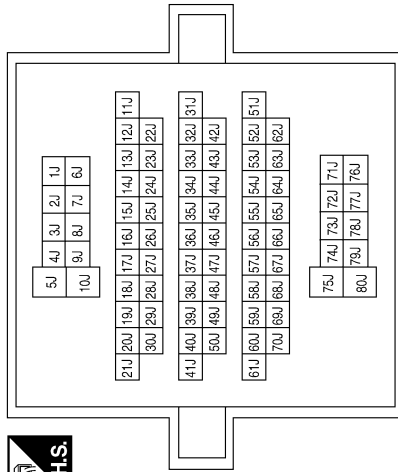 H.S.
5J 4J 3J 2J 1J
10J 9J 8J 7J 6J
21J 20J 19J 18J 17J 16J 15J 14J 13J 12J 11J
30J 29J 28J 27J 26J 25J 24J 23J 22J
41J 40J 39J 38J 37J 36J 35J 34J 33J 32J 31J
50J 49J 48J 47J 46J 45J 44J 43J 42J
61J 60J 59J 58J 57J 56J 55J 54J 53J 52J 51J
70J 69J 68J 67J 66J 65J 64J 63J 62J
75J 74J 73J 72J 71J
80J 79J 78J 77J 76J